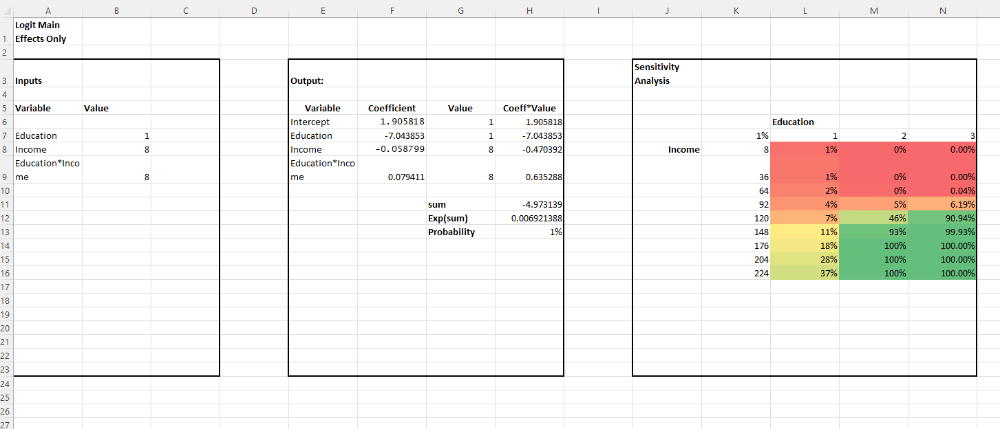 A B C D E F G H I J K L M N
Logit Main
1 Effects Only
2
Sensitivity
3 Inputs Output: Analysis
4
5 Variable Value Variable Coefficient Value Coeff*Value
6 Intercept 1.905818 1 1.905818 Education
7 Education 1 Education -7.043853 1 -7.043853 1% 1 2 3
8 Income 8 Income -0.058799 8 -0.470392 Income 8 1% 0% 0.00%
Education*Inco Education*Inco
9 me 8 me 0.079411 8 0.635288 36 1% 0% 0.00%
10 64 2% 0% 0.04%
11 sum -4.973139 92 4% 5% 6.19%
12 Exp(sum) 0.006921388 120 7% 46% 90.94%
13 Probability 1% 148 11% 93% 99.93%
14 176 18% 100% 100.00%
15 204 28% 100% 100.00%
16 224 37% 100% 100.00%
17
18
19
20
21
22
23
24
25
26
27